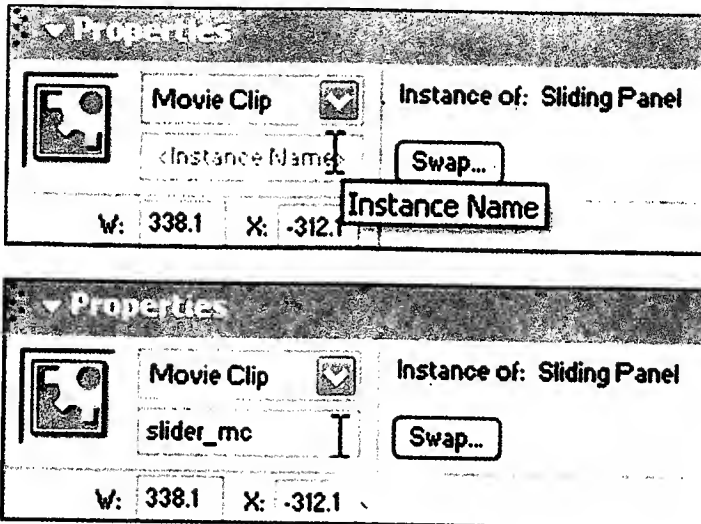 Properties
Movie Clip
Instance of: Sliding Panel
<Instance Name>
Swap...
Instance Name
W: 338.1 X: -312.1
Properties
Movie Clip
Instance of: Sliding Panel
slider_mc
Swap...
W: 338.1 X: -312.1